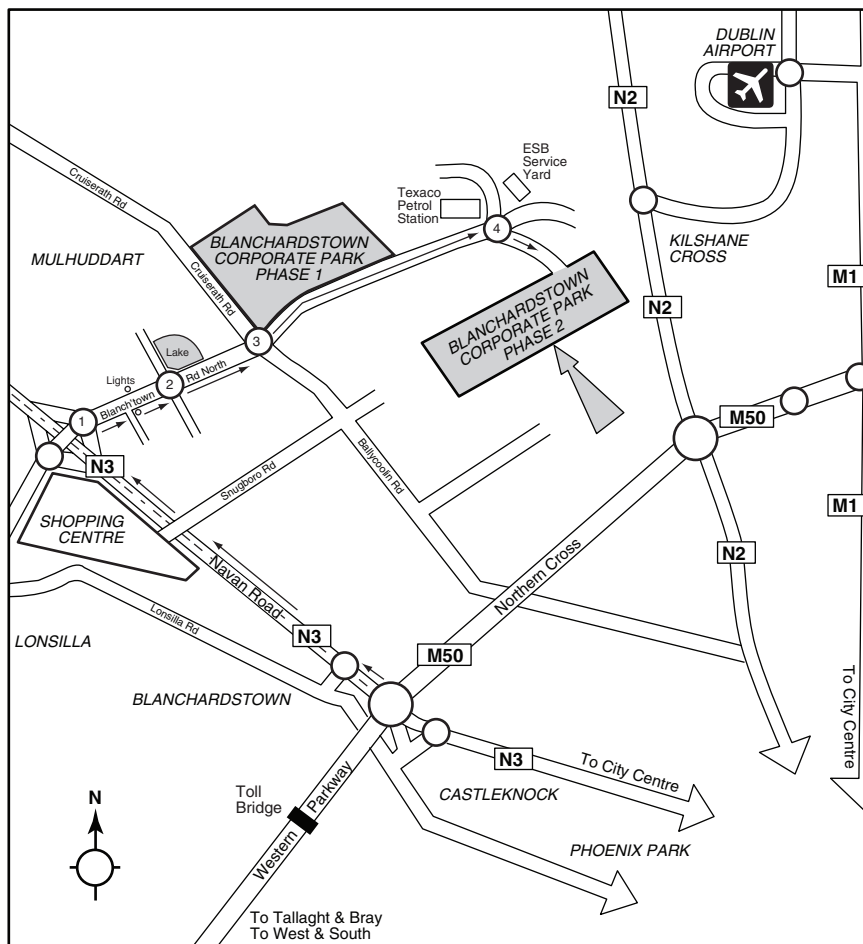 DUBLIN
AIRPORT
N2
ESB
Service
Yard
Texaco
Petrol
Station
Cruiserath Rd
BLANCHARDSTOWN
CORPORATE PARK
PHASE 1
4
KILSHANE
CROSS
MULHUDDART
Cruiserath Rd
M1
N2
BLANCHARDSTOWN
CORPORATE PARK
PHASE 2
3
Lake
Lights
2
Rd North
Blanch'town
1
M50
N3
Snugboro Rd
Ballycoolin Rd
M1
SHOPPING
CENTRE
N2
Northern Cross
Navan Road
Lonsilla Rd
N3
LONSILLA
M50
BLANCHARDSTOWN
To City Centre
N3
To City Centre
Toll
Bridge
Western
Parkway
CASTLEKNOCK
N
PHOENIX PARK
To Tallaght & Bray
To West & South